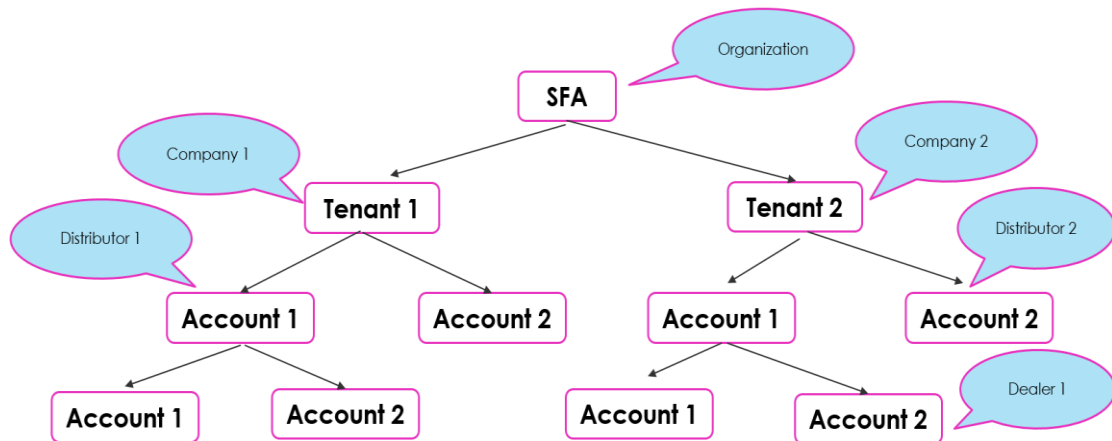 Organization
SFA
Company 1
Company 2
Tenant 1
Tenant 2
Distributor 1
Distributor 2
Account 1
Account 2
Account 1
Account 2
Account 1
Account 2
Account 1
Account 2
Dealer 1